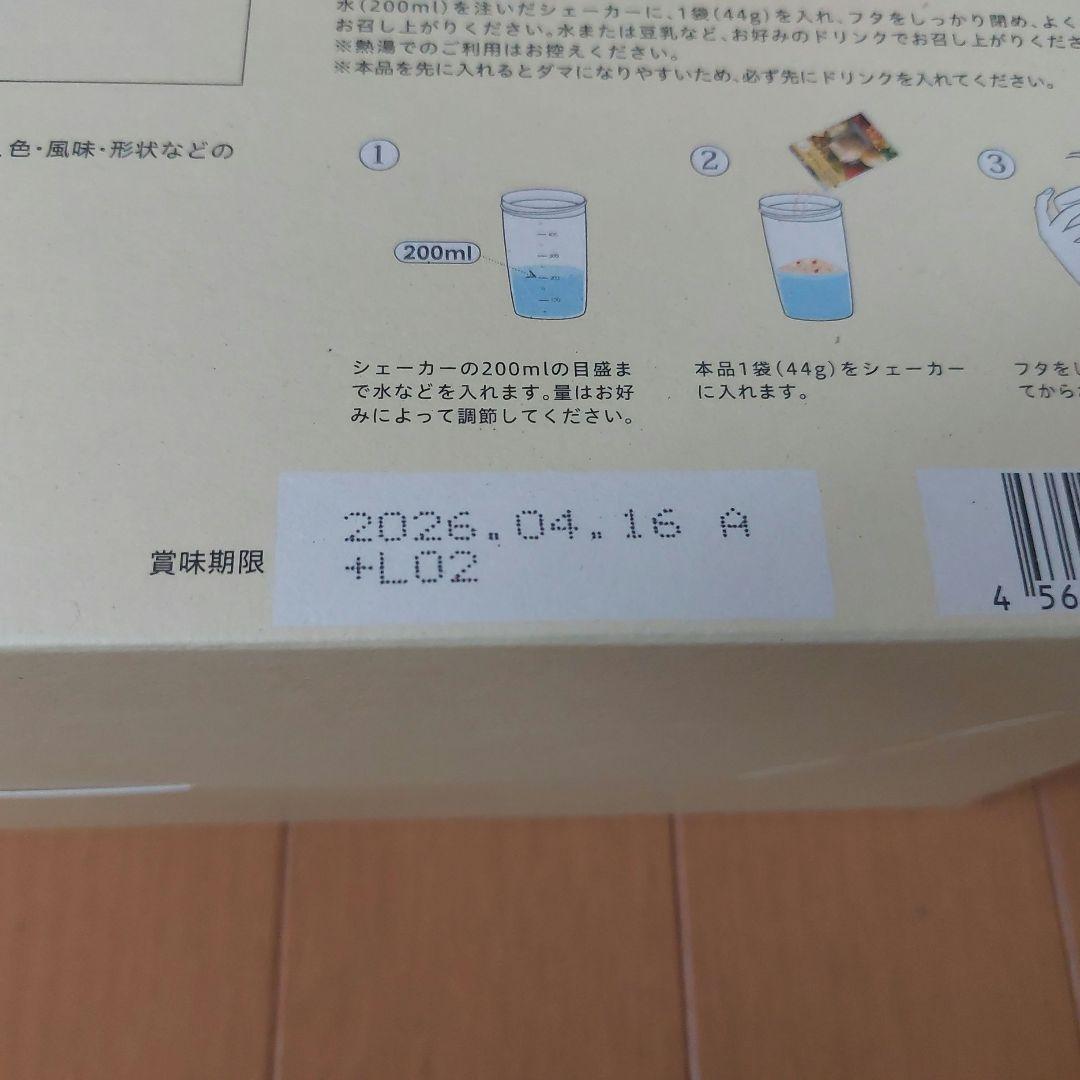 水(200ml)を注いだシェーカーに、1袋(44g)を入れ、フタをしっかり閉め、よく
お召し上がりください。水または豆乳など、お好みのドリンクでお召し上がりくださ
※熱湯でのご利用はお控えください。
※本品を先に入れるとダマになりやすいため、必ず先にドリンクを入れてください。
、色・風味・形状などの
① ② ③
200ml
シェーカーの200mlの目盛ま
で水などを入れます。量はお好
みによって調節してください。
本品1袋(44g)をシェーカー
に入れます。
フタをし
てから
賞味期限
2026.04.16 A
+L02
4 56